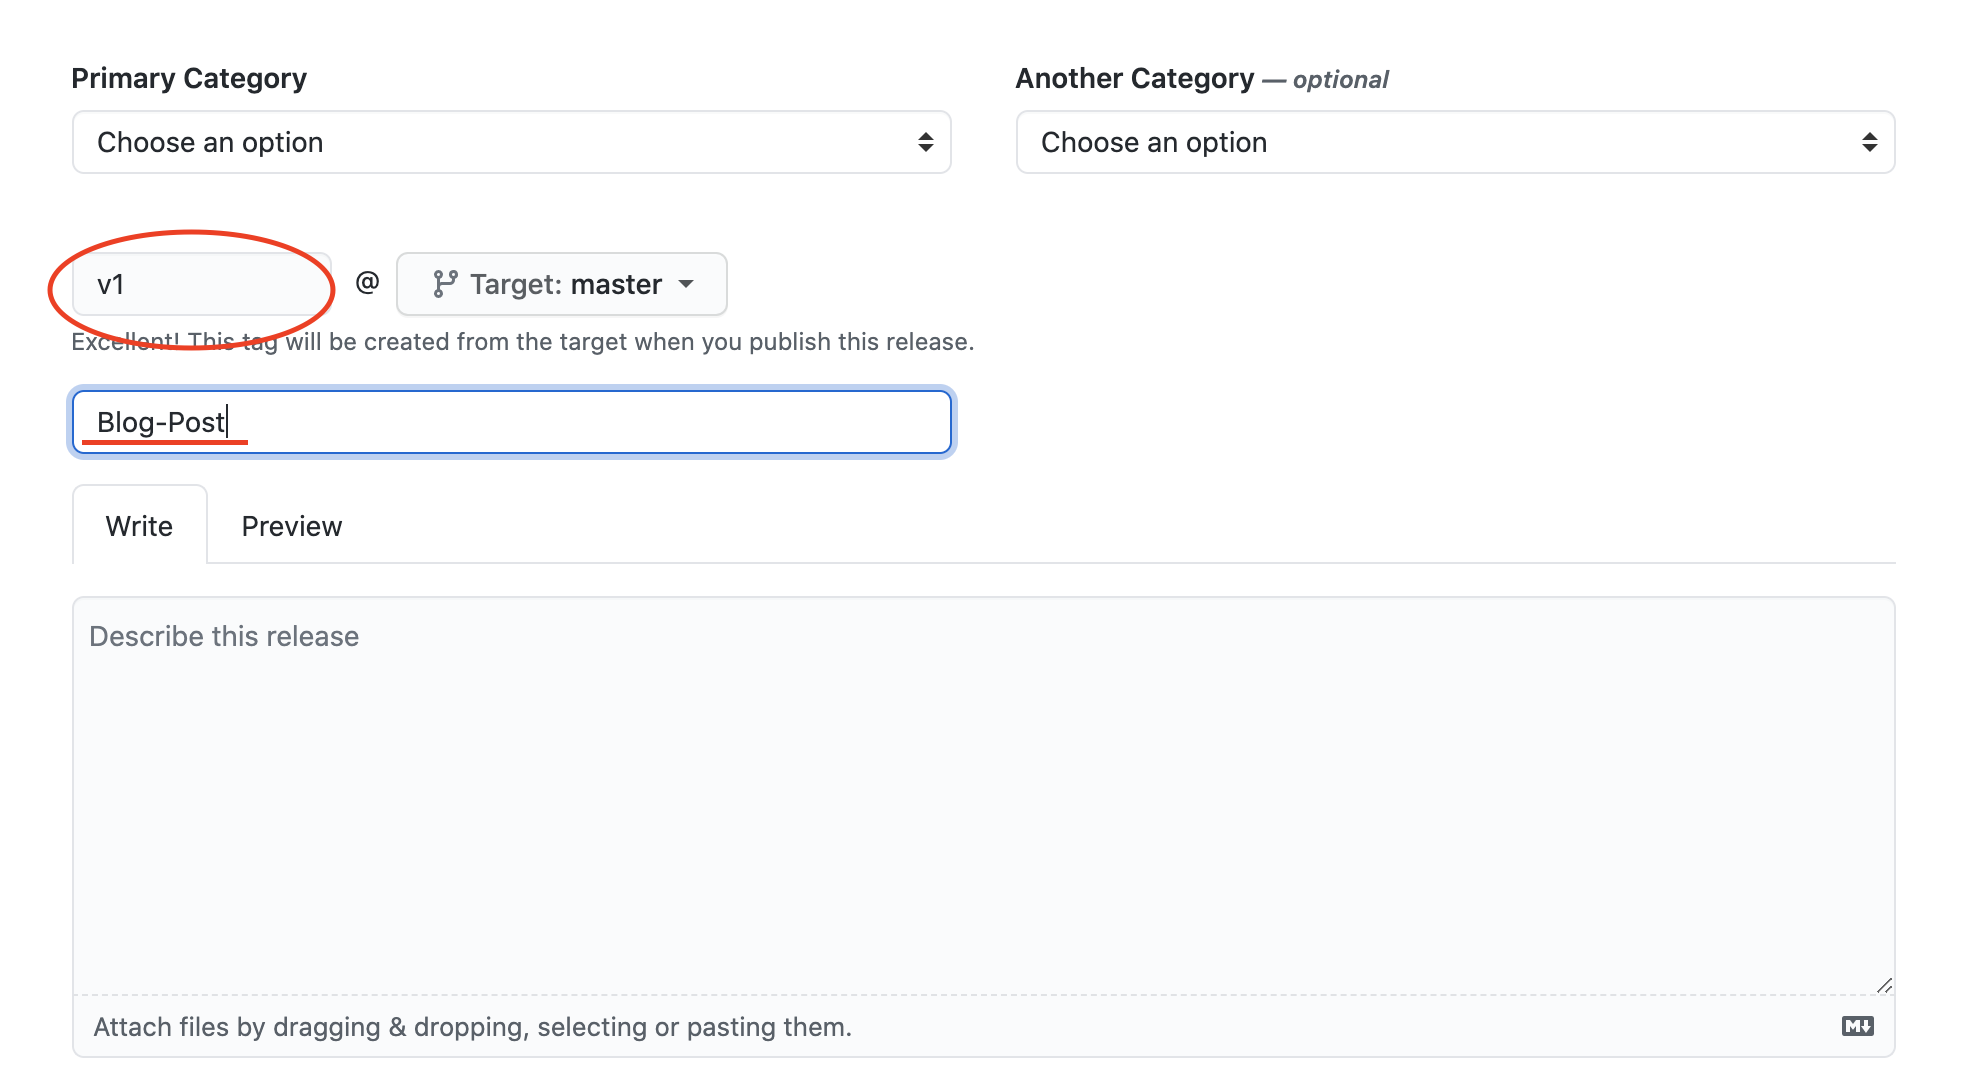 Primary Category
Another Category — optional
Choose an option
Choose an option
v1 @ Target: master
Excellent! This tag will be created from the target when you publish this release.
Blog-Post
Write Preview
Describe this release
Attach files by dragging & dropping, selecting or pasting them.
M↓